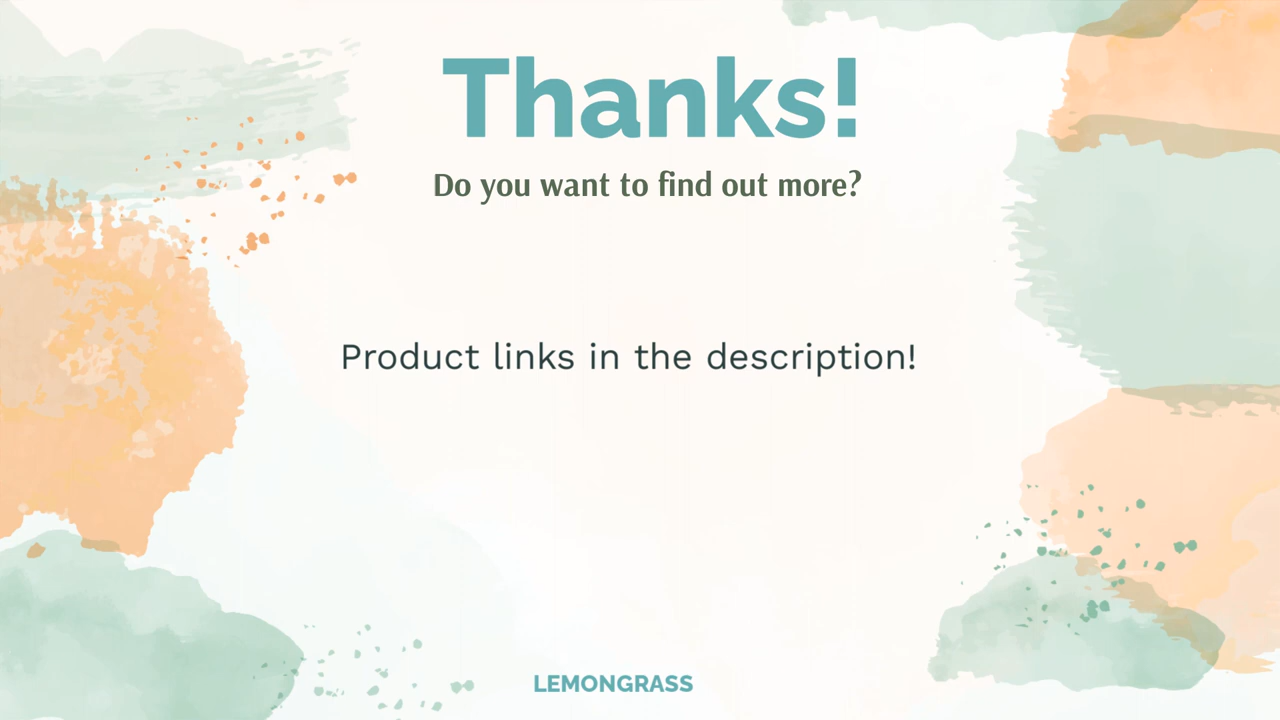 Thanks!
Do you want to find out more?
Product links in the description!
LEMONGRASS